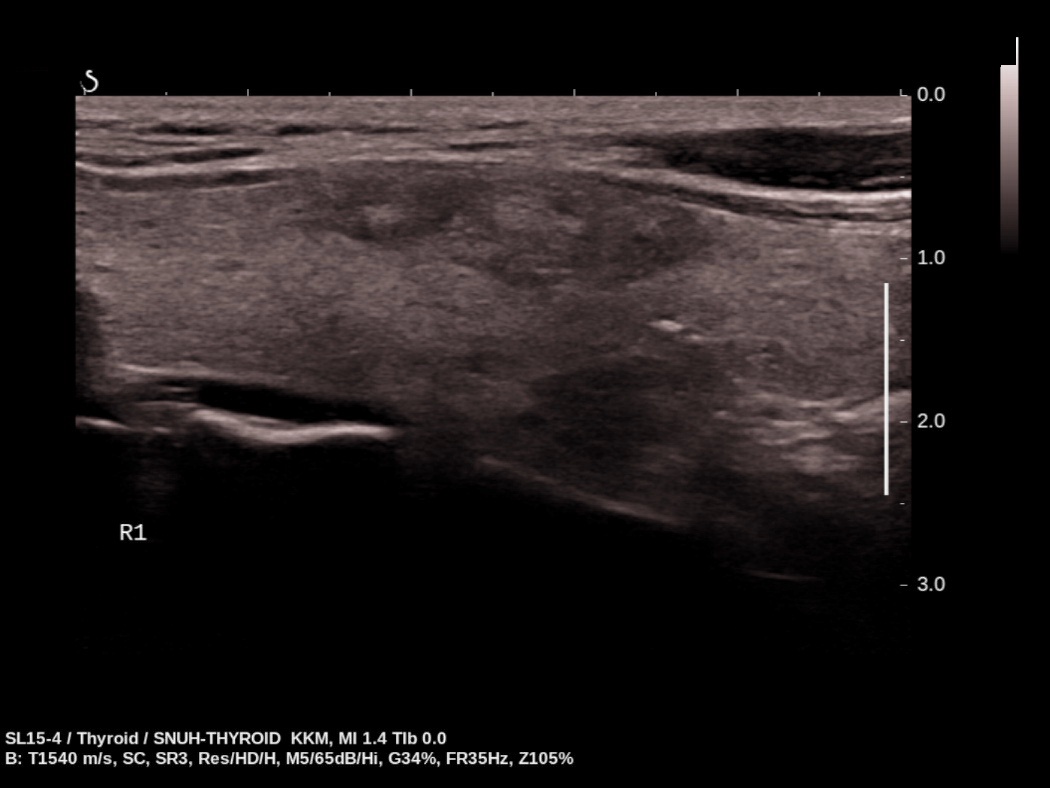 0.0
1.0
2.0
R1
3.0
SL15-4 / Thyroid / SNUH-THYROID KKM, MI 1.4 TIb 0.0
B: T1540 m/s, SC, SR3, Res/HD/H, M5/65dB/Hi, G34%, FR35Hz, Z105%